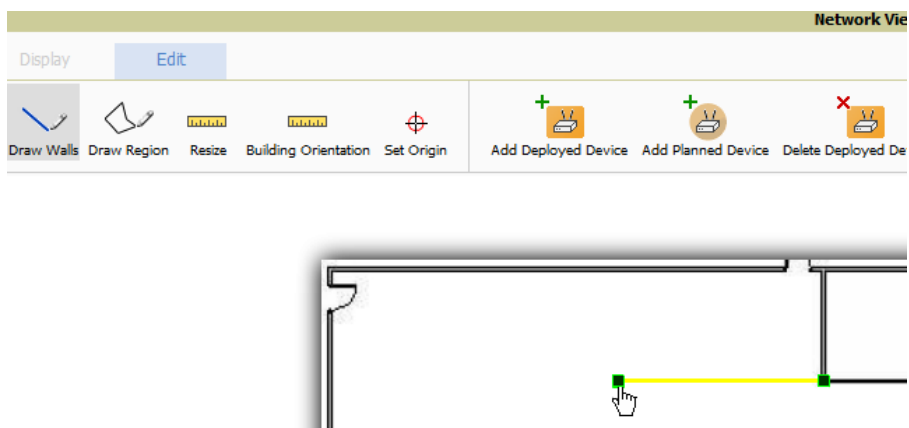 Network Vie
Display Edit
Draw Walls Draw Region Resize Building Orientation Set Origin Add Deployed Device Add Planned Device Delete Deployed De